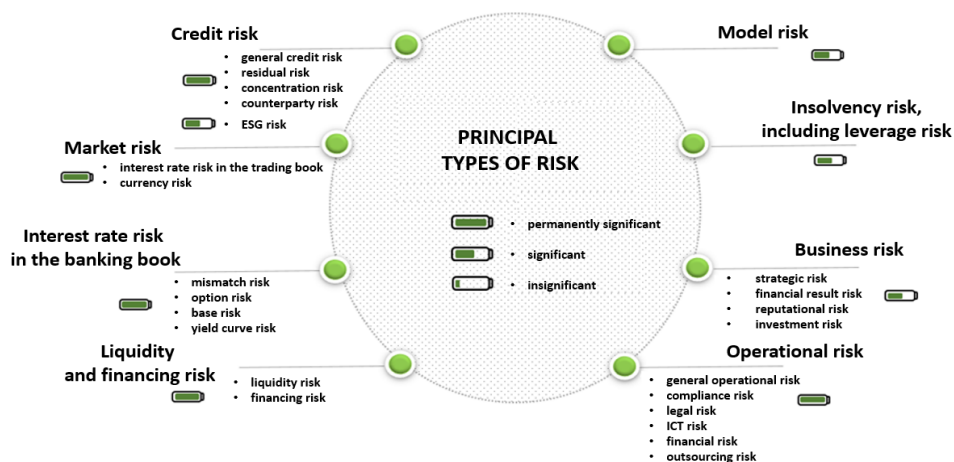 Credit risk
• general credit risk
• residual risk
• concentration risk
• counterparty risk
• ESG risk
Market risk
• interest rate risk in the trading book
• currency risk
Interest rate risk
in the banking book
• mismatch risk
• option risk
• base risk
• yield curve risk
Liquidity
and financing risk
• liquidity risk
• financing risk
PRINCIPAL
TYPES OF RISK
• permanently significant
• significant
• insignificant
Model risk
Insolvency risk,
including leverage risk
Business risk
• strategic risk
• financial result risk
• reputational risk
• investment risk
Operational risk
• general operational risk
• compliance risk
• legal risk
• ICT risk
• financial risk
• outsourcing risk